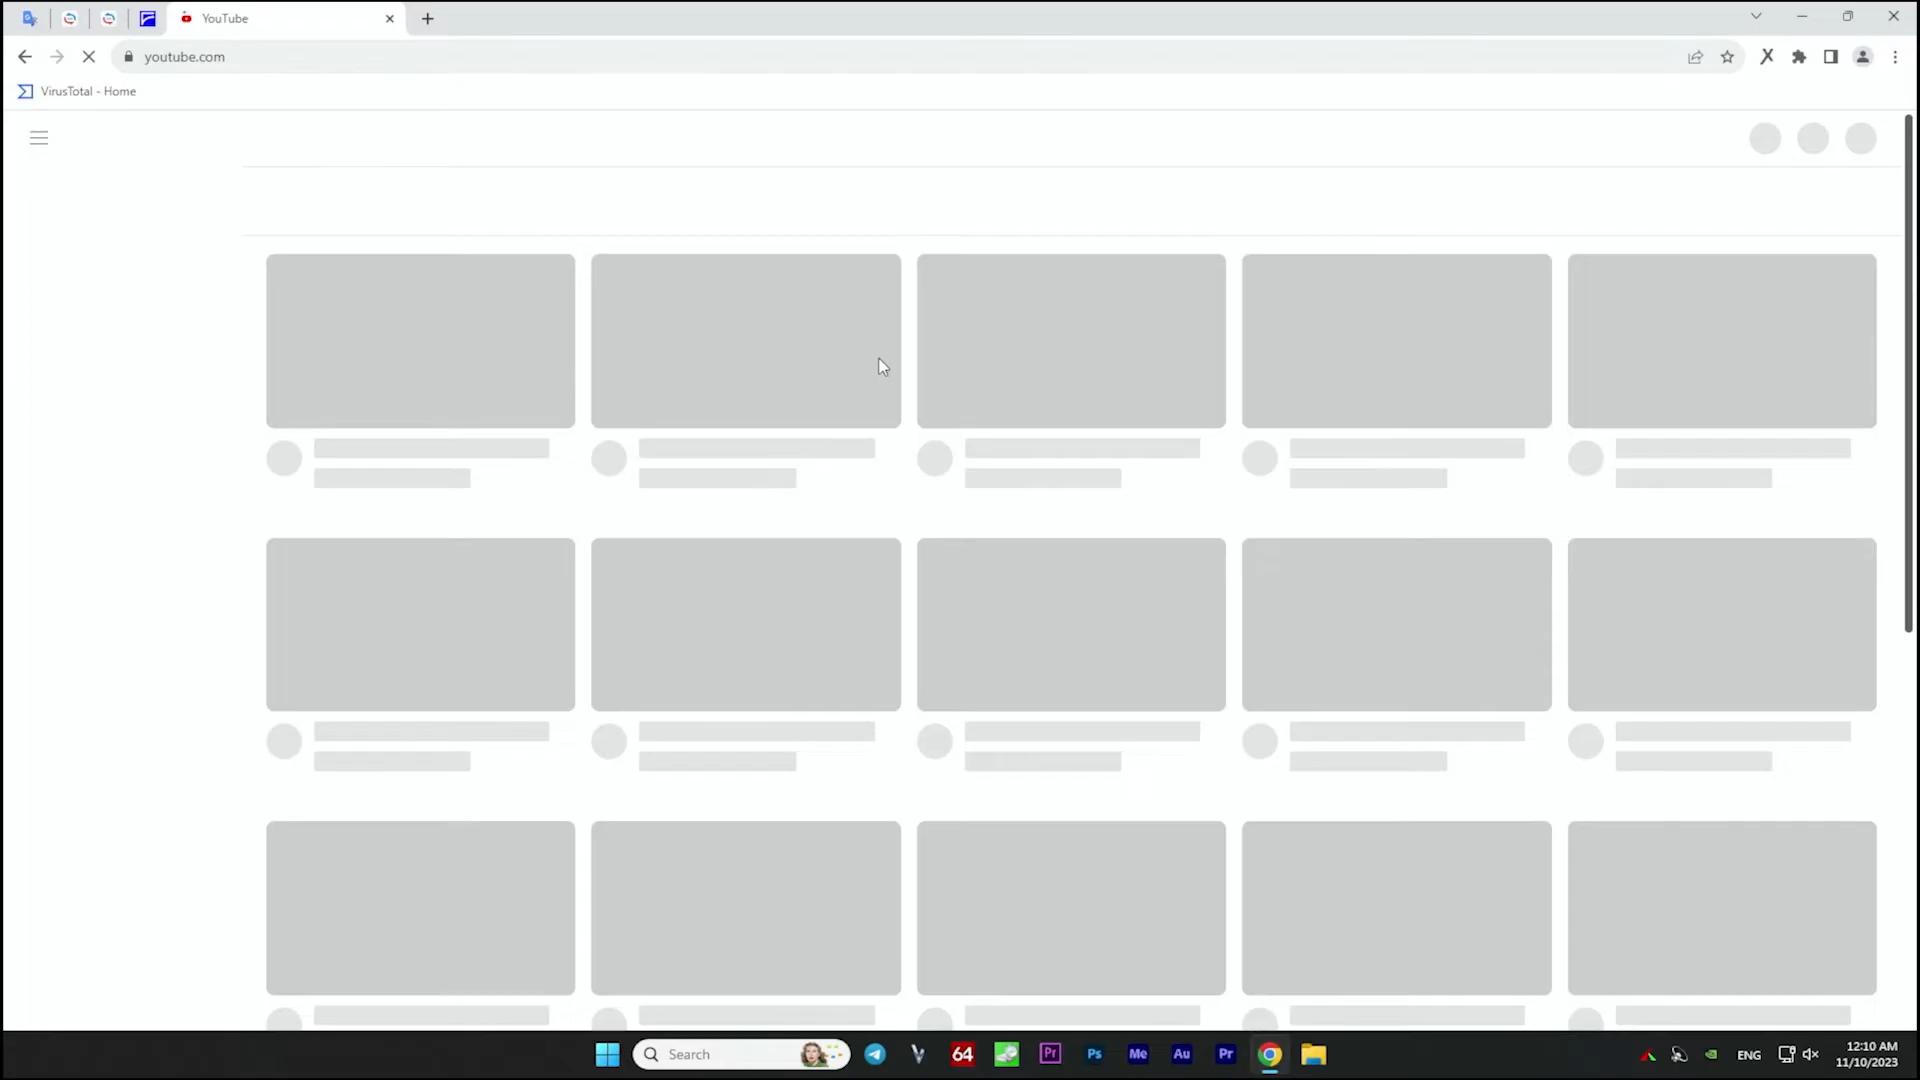 YouTube
youtube.com
VirusTotal - Home
Search
64
Pr
Ps
Me
Au
Pr
ENG
12:10 AM
11/10/2023